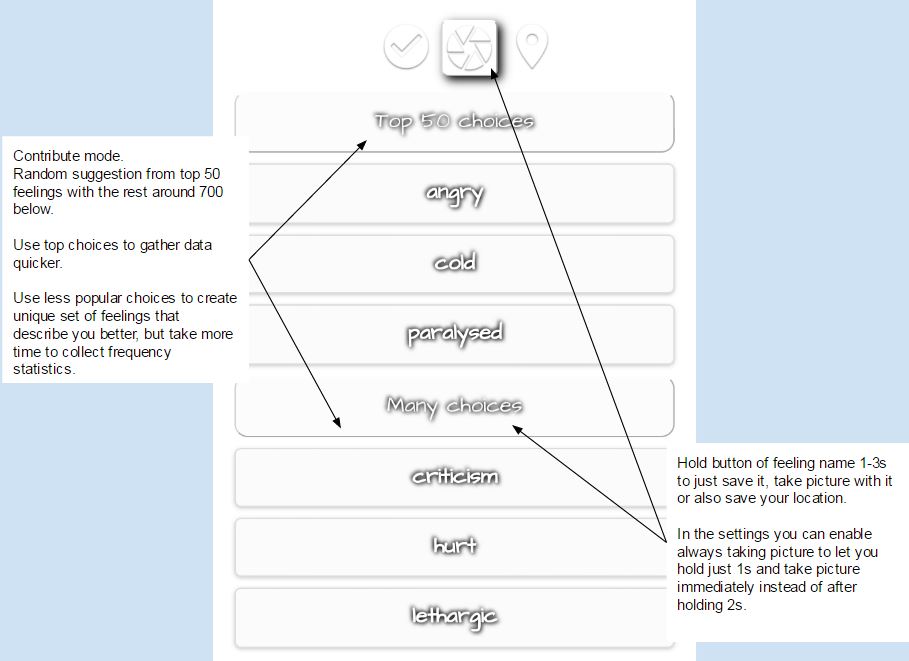 Top 50 choices
Contribute mode.
Random suggestion from top 50
feelings with the rest around 700
below.
Use top choices to gather data
quicker.
Use less popular choices to create
unique set of feelings that
describe you better, but take more
time to collect frequency
statistics.
angry
cold
paralysed
Many choices
criticism
hurt
lethargic
Hold button of feeling name 1-3s
to just save it, take picture with it
or also save your location.
In the settings you can enable
always taking picture to let you
hold just 1s and take picture
immediately instead of after
holding 2s.